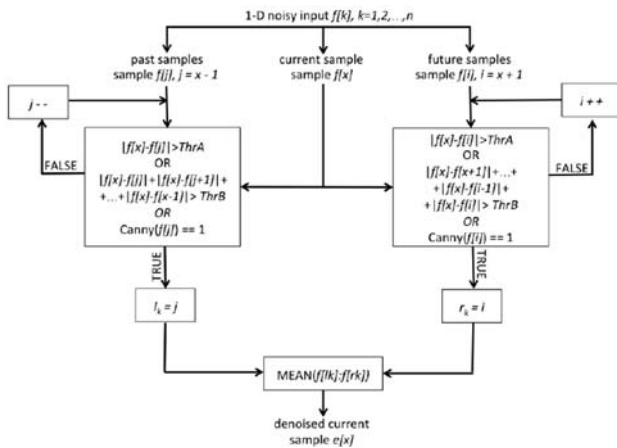 1-D noisy input f[k], k=1,2,...,n
past samples
sample f[j], j = x - 1
current sample
sample f[x]
future samples
sample f[i], i = x + 1
j - -
i + +
|f[x]-f[j]|>ThrA
OR
|f[x]-f[j]|+|f[x]-f[j+1]|+
+...+|f[x]-f[x-1]|> ThrB
OR
Canny(f[j]) == 1
FALSE
|f[x]-f[i]|>ThrA
OR
|f[x]-f[x+1]|+...+
+|f[x]-f[i-1]|+
+|f[x]-f[i]|> ThrB
OR
Canny(f[i]) == 1
FALSE
TRUE
TRUE
lk = j
rk = i
MEAN(f[lk]:f[rk])
denoised current
sample e[x]